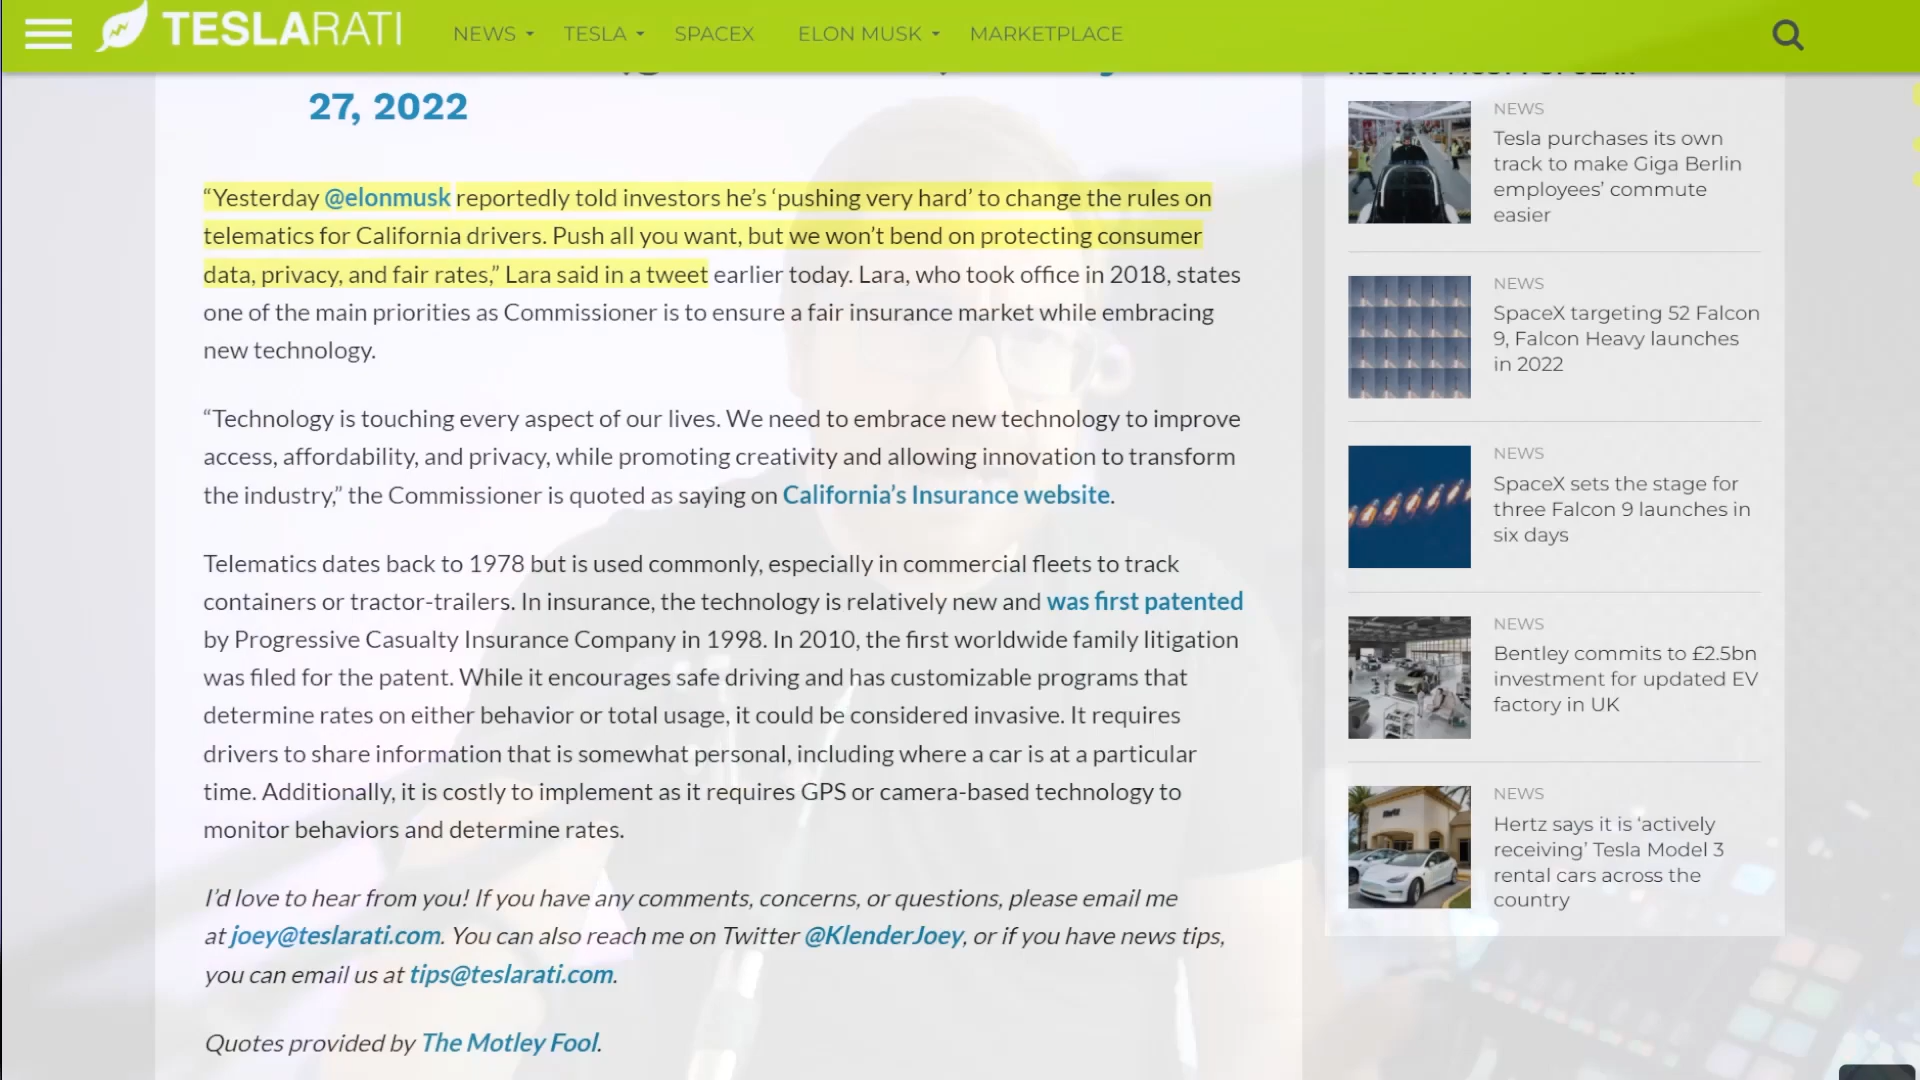 TESLARATI
NEWS
TESLA
SPACEX
ELON MUSK
MARKETPLACE
27, 2022
“Yesterday @elonmusk reportedly told investors he’s ‘pushing very hard’ to change the rules on
telematics for California drivers. Push all you want, but we won’t bend on protecting consumer
data, privacy, and fair rates,” Lara said in a tweet earlier today. Lara, who took office in 2018, states
one of the main priorities as Commissioner is to ensure a fair insurance market while embracing
new technology.
“Technology is touching every aspect of our lives. We need to embrace new technology to improve
access, affordability, and privacy, while promoting creativity and allowing innovation to transform
the industry,” the Commissioner is quoted as saying on California’s Insurance website.
Telematics dates back to 1978 but is used commonly, especially in commercial fleets to track
containers or tractor-trailers. In insurance, the technology is relatively new and was first patented
by Progressive Casualty Insurance Company in 1998. In 2010, the first worldwide family litigation
was filed for the patent. While it encourages safe driving and has customizable programs that
determine rates on either behavior or total usage, it could be considered invasive. It requires
drivers to share information that is somewhat personal, including where a car is at a particular
time. Additionally, it is costly to implement as it requires GPS or camera-based technology to
monitor behaviors and determine rates.
I’d love to hear from you! If you have any comments, concerns, or questions, please email me
at joey@teslarati.com. You can also reach me on Twitter @KlenderJoey, or if you have news tips,
you can email us at tips@teslarati.com.
Quotes provided by The Motley Fool.
RECENT MOST POPULAR
NEWS
Tesla purchases its own
track to make Giga Berlin
employees’ commute
easier
NEWS
SpaceX targeting 52 Falcon
9, Falcon Heavy launches
in 2022
NEWS
SpaceX sets the stage for
three Falcon 9 launches in
six days
NEWS
Bentley commits to £2.5bn
investment for updated EV
factory in UK
NEWS
Hertz says it is ‘actively
receiving’ Tesla Model 3
rental cars across the
country